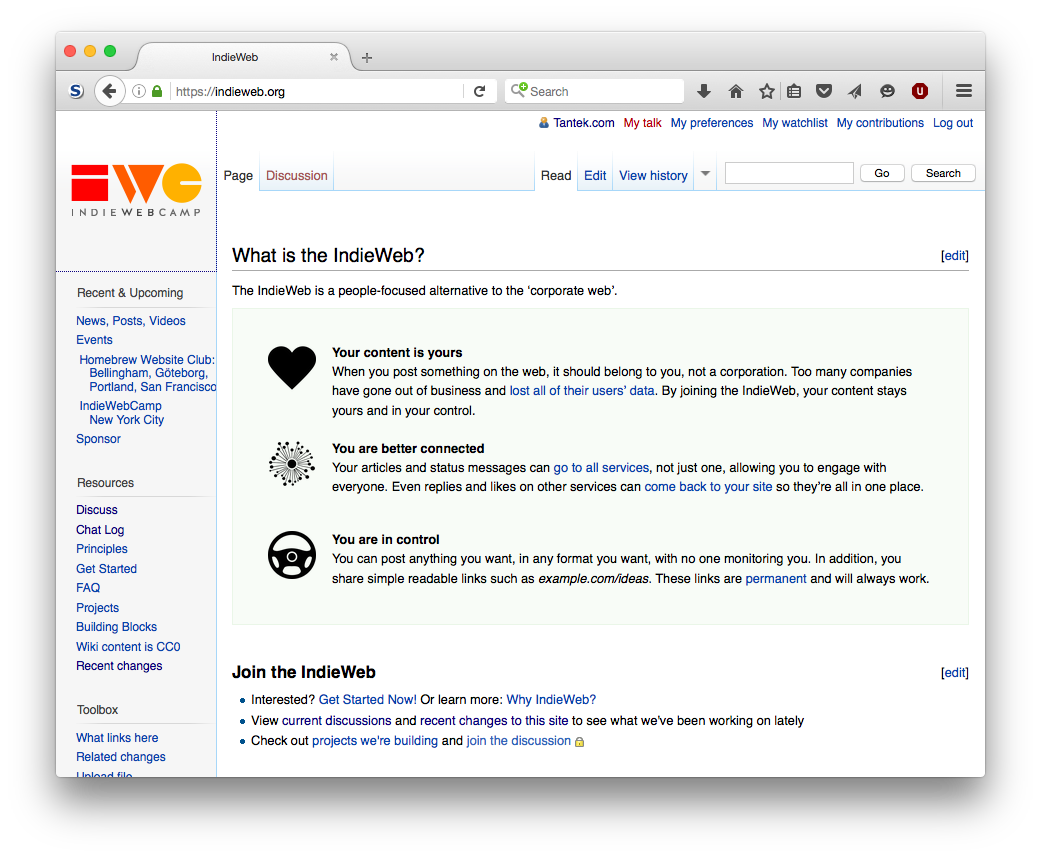 IndieWeb
https://indieweb.org
Search
Tantek.com My talk My preferences My watchlist My contributions Log out
Page Discussion Read Edit View history Go Search
iwc
INDIEWEBCAMP
Recent & Upcoming
News, Posts, Videos
Events
Homebrew Website Club:
Bellingham, Göteborg,
Portland, San Francisco
IndieWebCamp
New York City
Sponsor
Resources
Discuss
Chat Log
Principles
Get Started
FAQ
Projects
Building Blocks
Wiki content is CC0
Recent changes
Toolbox
What links here
Related changes
Upload file
What is the IndieWeb? [edit]
The IndieWeb is a people-focused alternative to the ‘corporate web’.
Your content is yours
When you post something on the web, it should belong to you, not a corporation. Too many companies
have gone out of business and lost all of their users’ data. By joining the IndieWeb, your content stays
yours and in your control.
You are better connected
Your articles and status messages can go to all services, not just one, allowing you to engage with
everyone. Even replies and likes on other services can come back to your site so they’re all in one place.
You are in control
You can post anything you want, in any format you want, with no one monitoring you. In addition, you
share simple readable links such as example.com/ideas. These links are permanent and will always work.
Join the IndieWeb [edit]
Interested? Get Started Now! Or learn more: Why IndieWeb?
View current discussions and recent changes to this site to see what we've been working on lately
Check out projects we're building and join the discussion